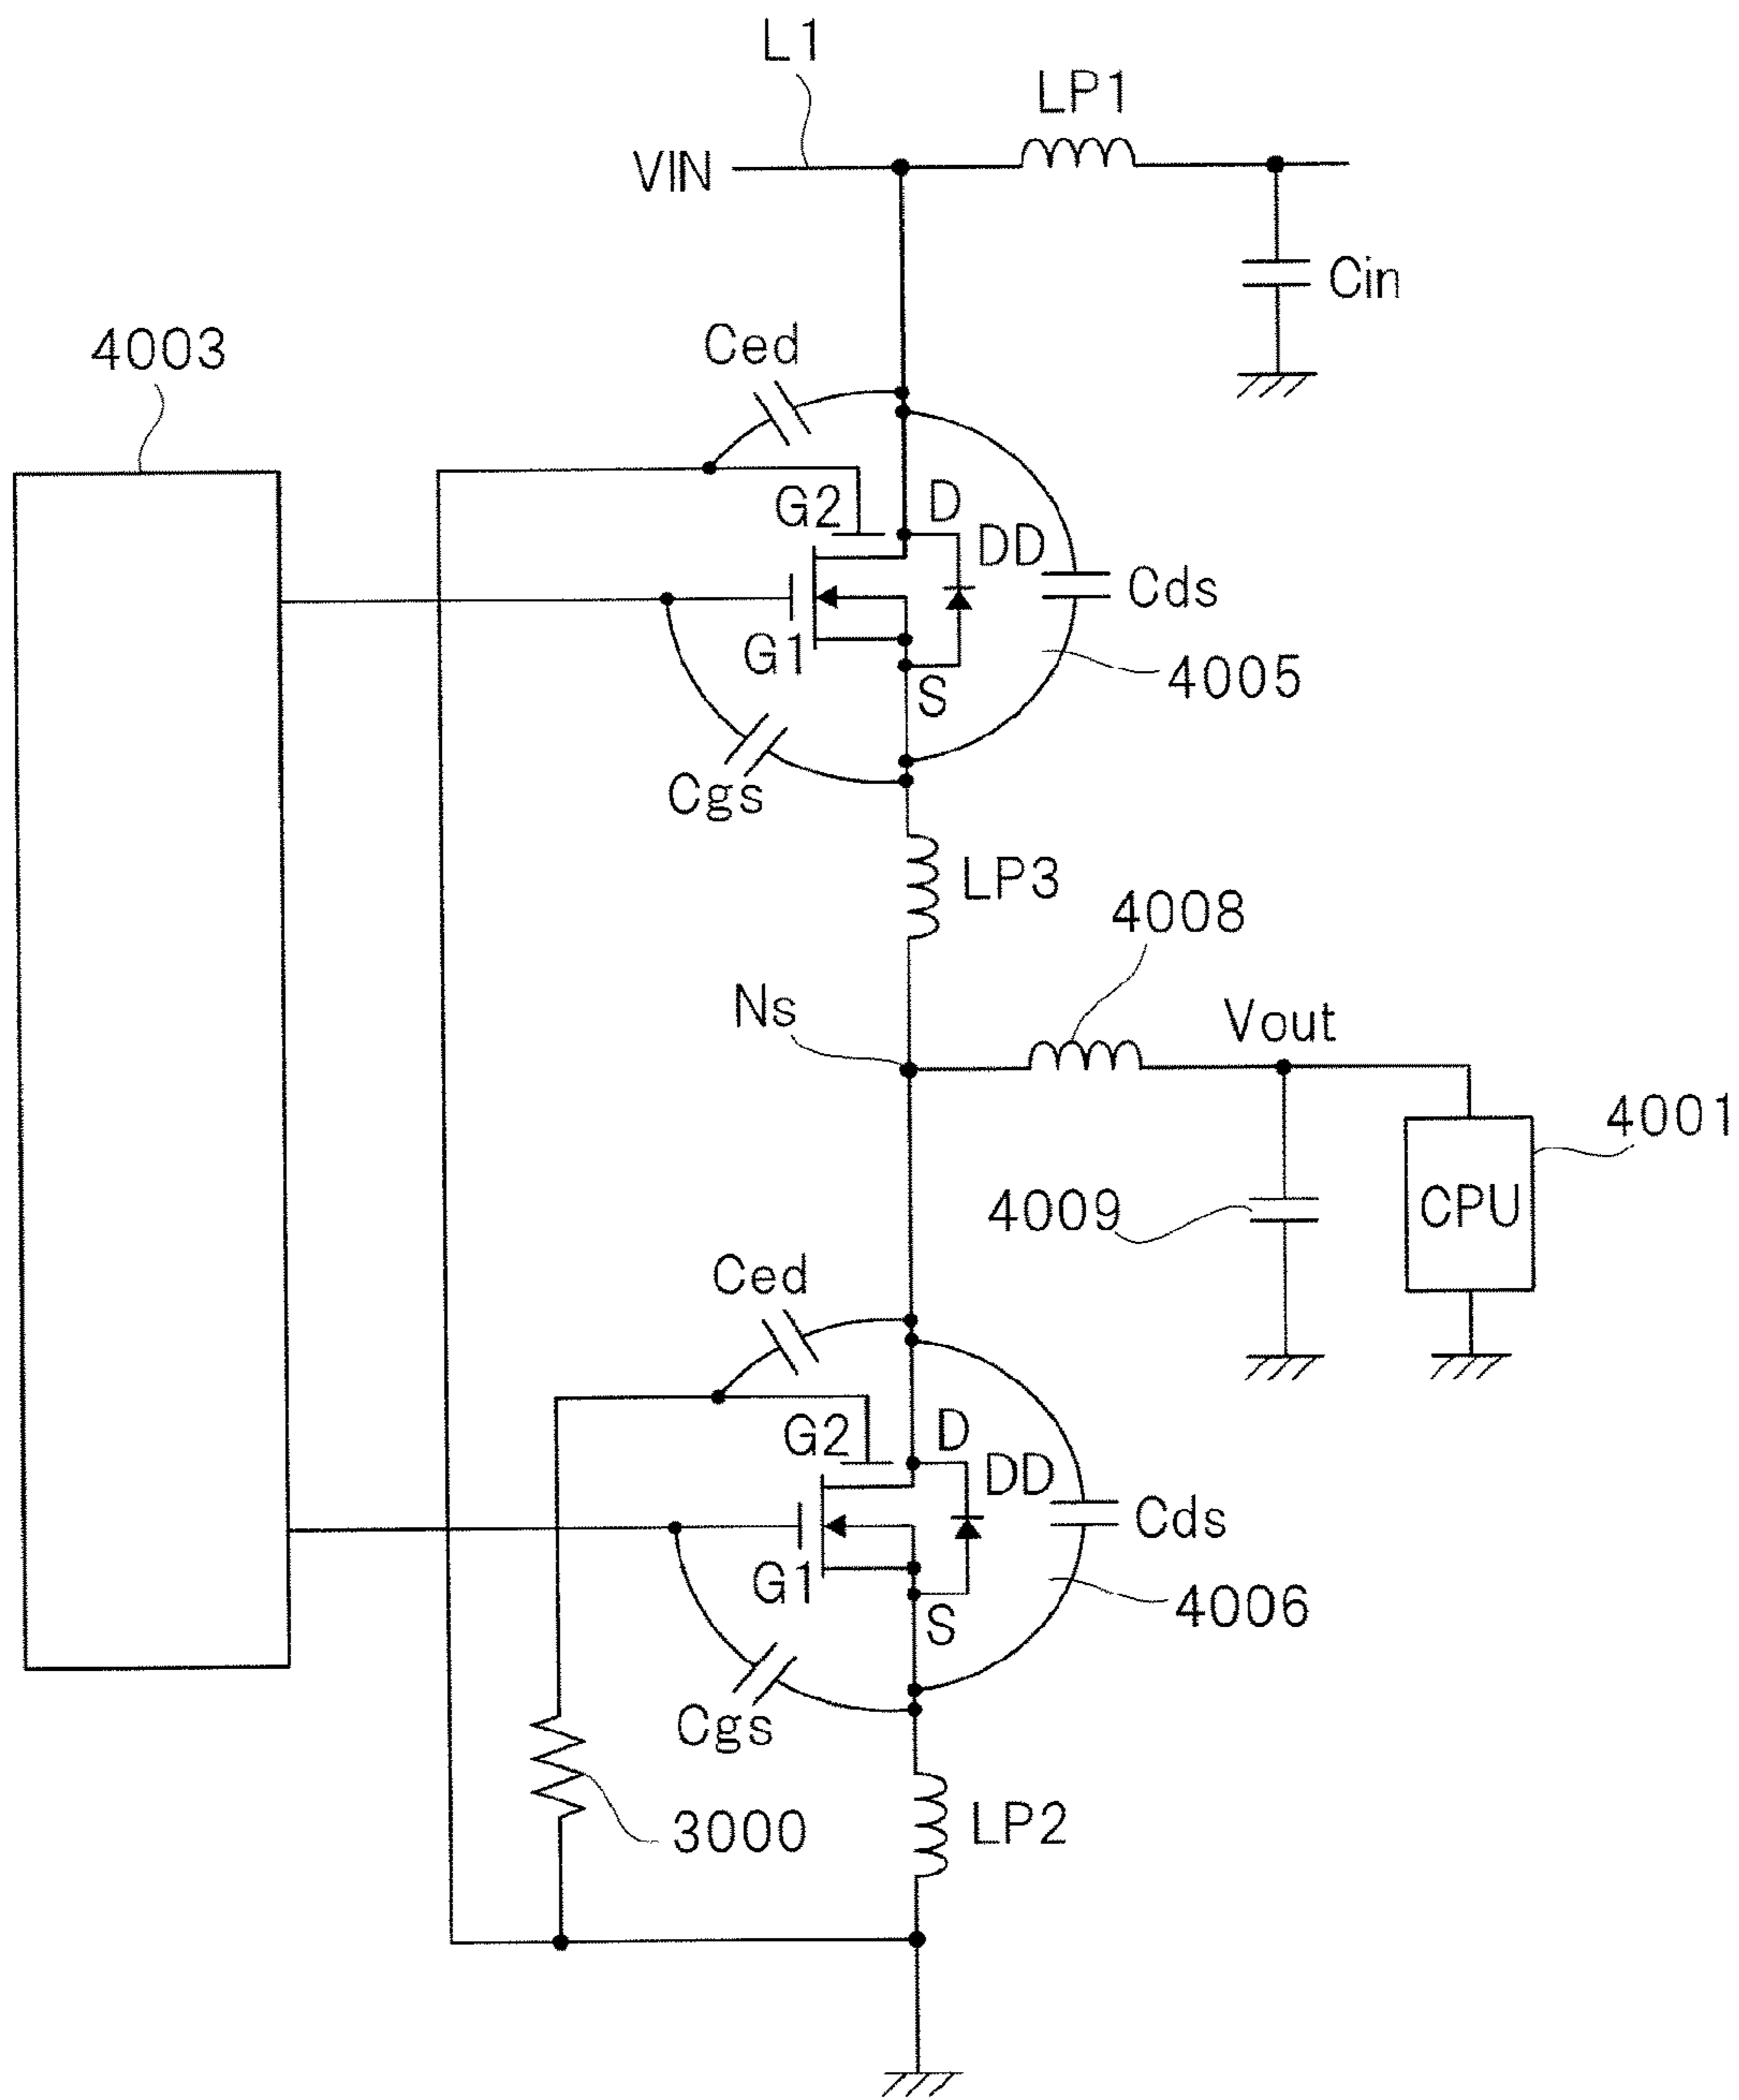 L1
LP1
VIN
Cin
4003
Ced
G2
D
DD
Cds
G1
4005
S
Cgs
LP3
4008
Ns
Vout
4001
4009
CPU
Ced
G2
D
DD
Cds
G1
4006
S
Cgs
3000
LP2